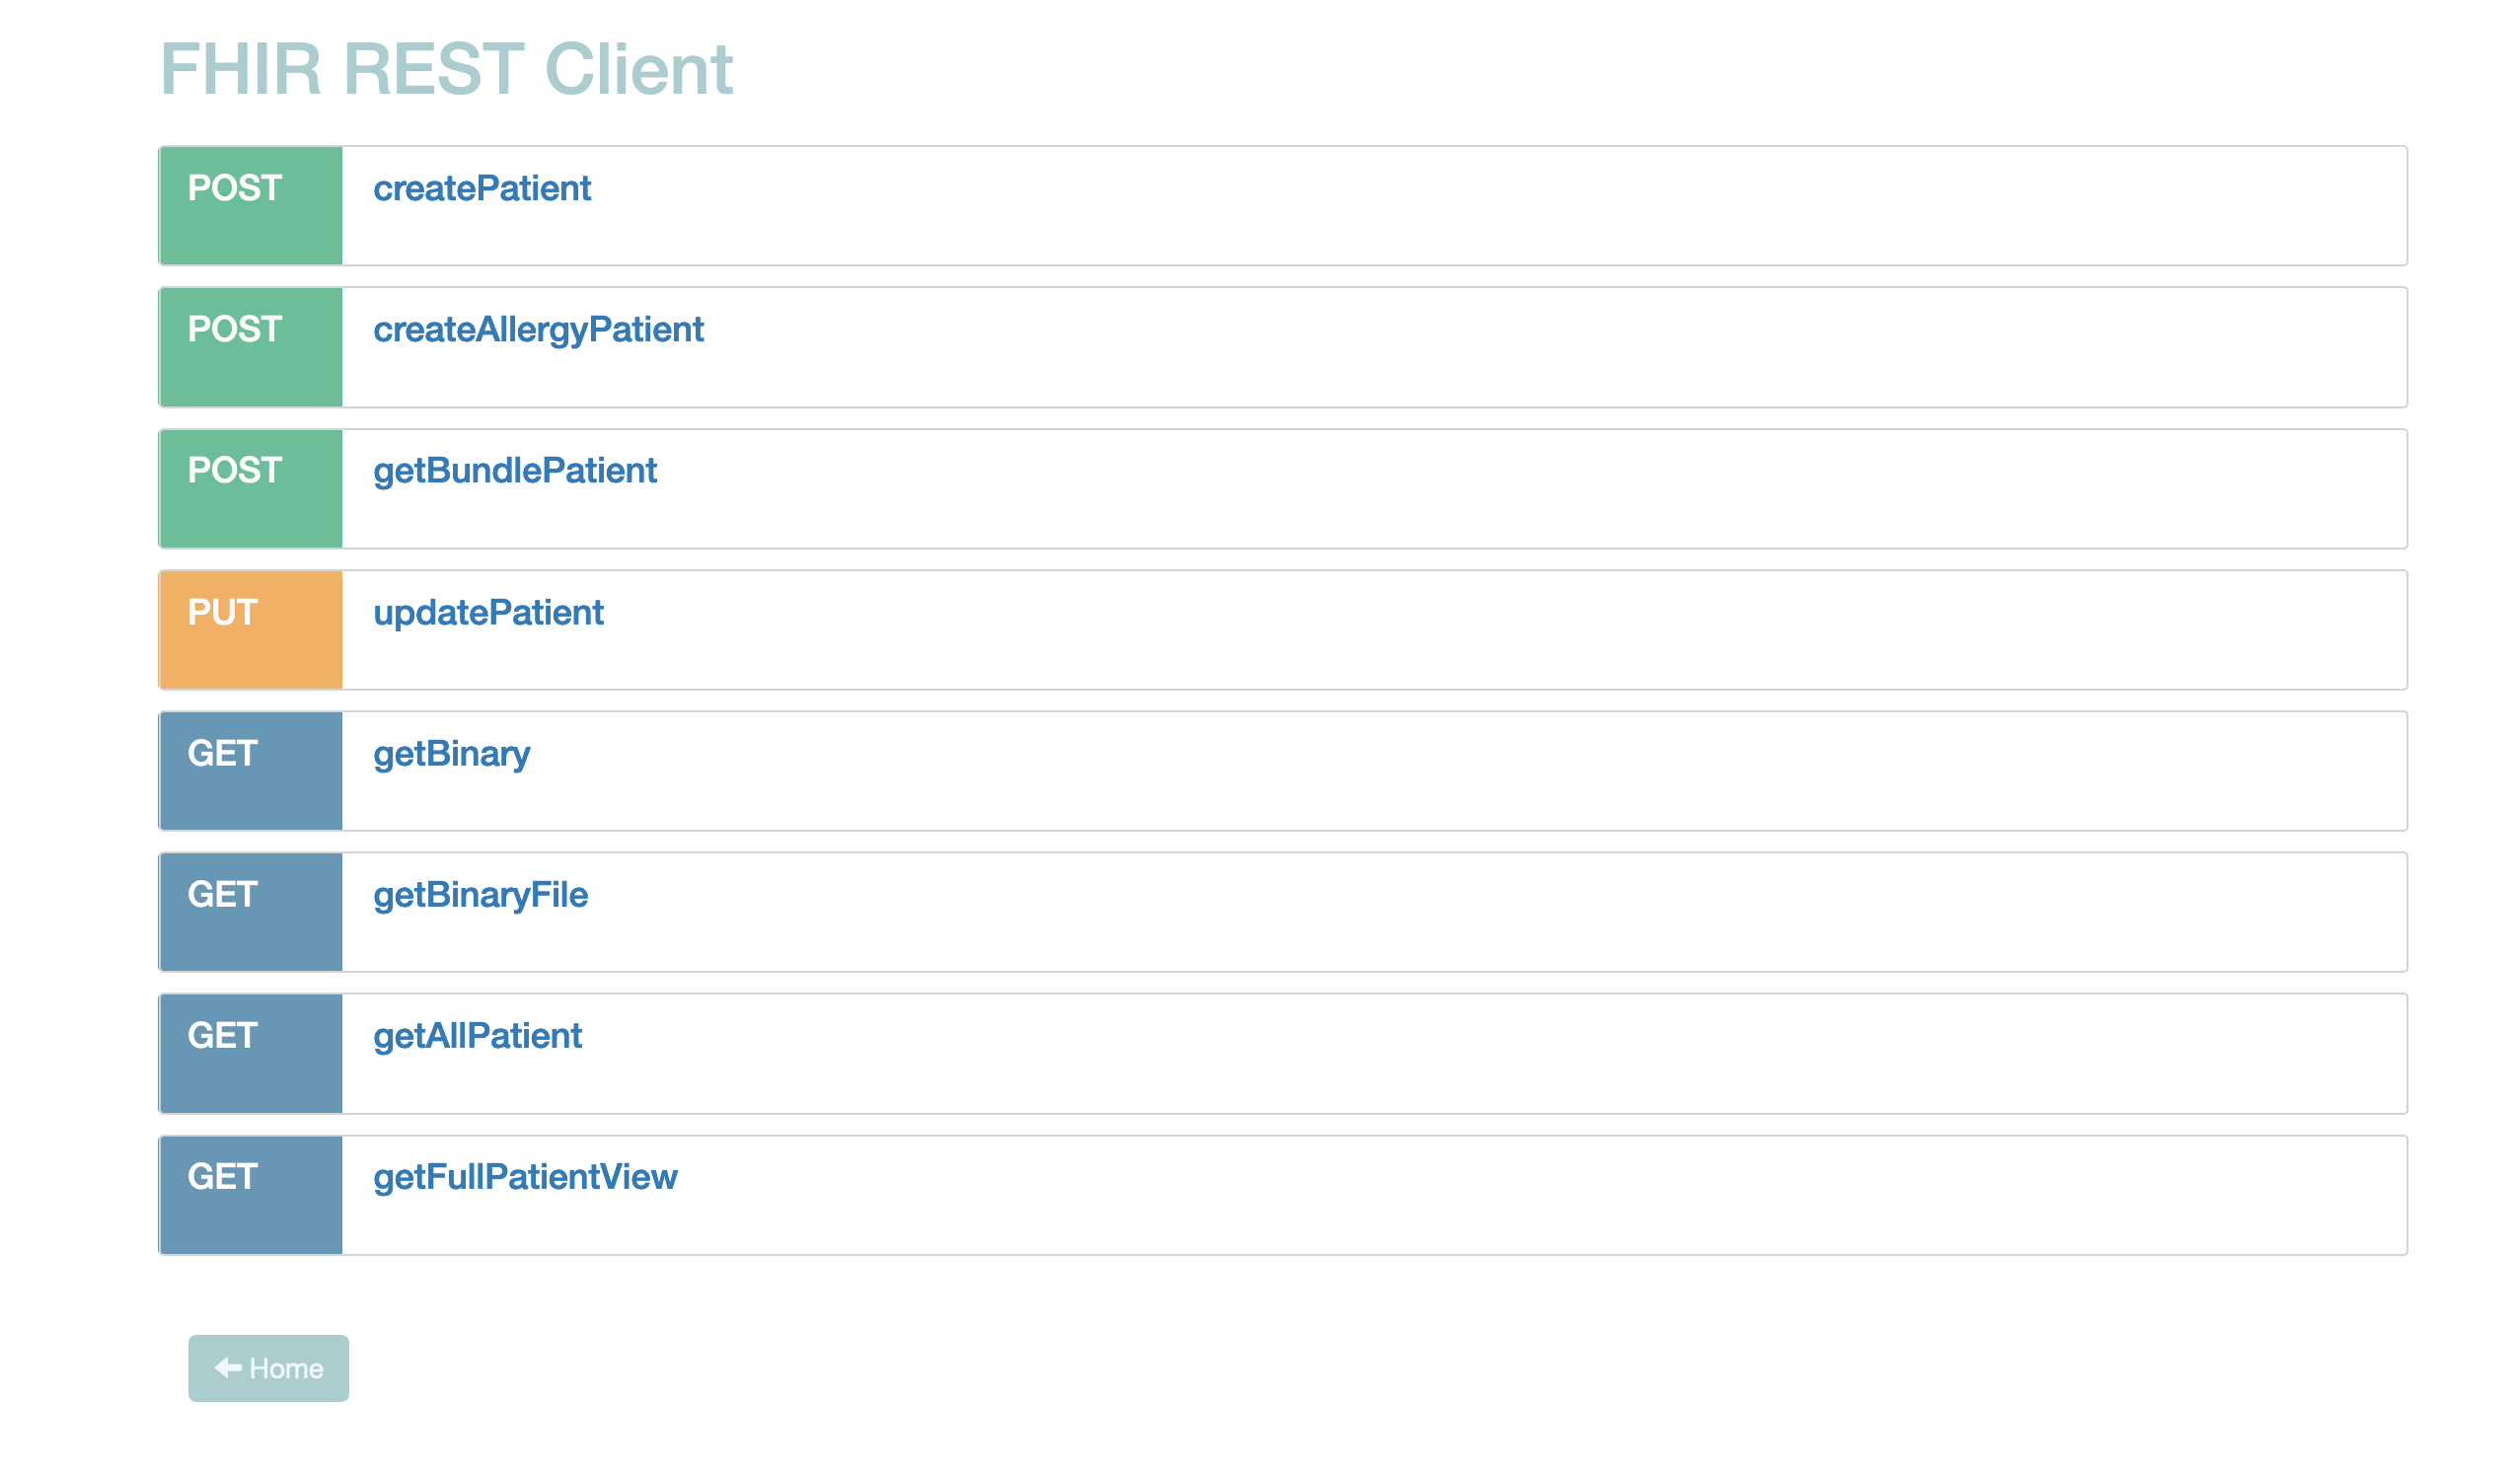 FHIR REST Client
POST createPatient
POST createAllergyPatient
POST getBundlePatient
PUT updatePatient
GET getBinary
GET getBinaryFile
GET getAllPatient
GET getFullPatientView
Home